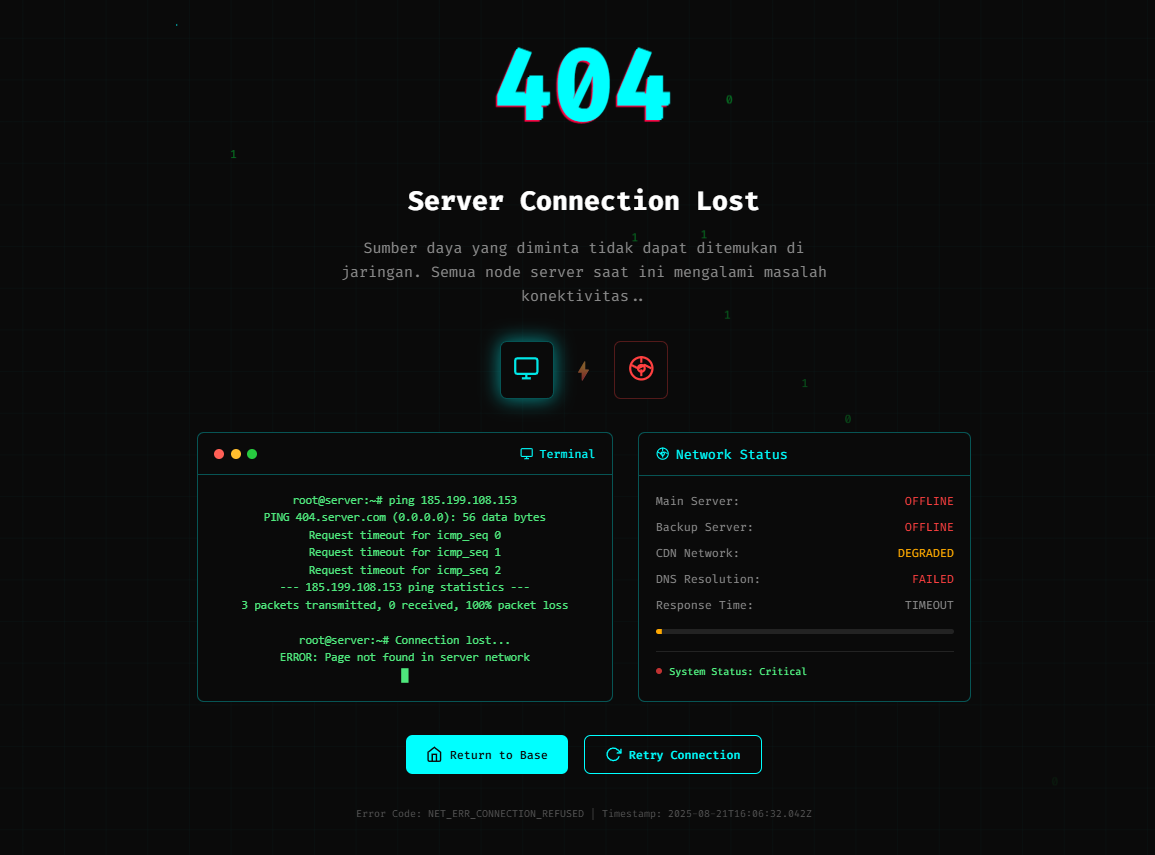 404
0
1
Server Connection Lost
1
1
Sumber daya yang diminta tidak dapat ditemukan di
jaringan. Semua node server saat ini mengalami masalah
konektivitas..
1
1
0
Terminal
root@server:~# ping 185.199.108.153
PING 404.server.com (0.0.0.0): 56 data bytes
Request timeout for icmp_seq 0
Request timeout for icmp_seq 1
Request timeout for icmp_seq 2
--- 185.199.108.153 ping statistics ---
3 packets transmitted, 0 received, 100% packet loss
root@server:~# Connection lost...
ERROR: Page not found in server network
Network Status
Main Server: OFFLINE
Backup Server: OFFLINE
CDN Network: DEGRADED
DNS Resolution: FAILED
Response Time: TIMEOUT
System Status: Critical
Return to Base
Retry Connection
0
Error Code: NET_ERR_CONNECTION_REFUSED | Timestamp: 2025-08-21T16:06:32.042Z